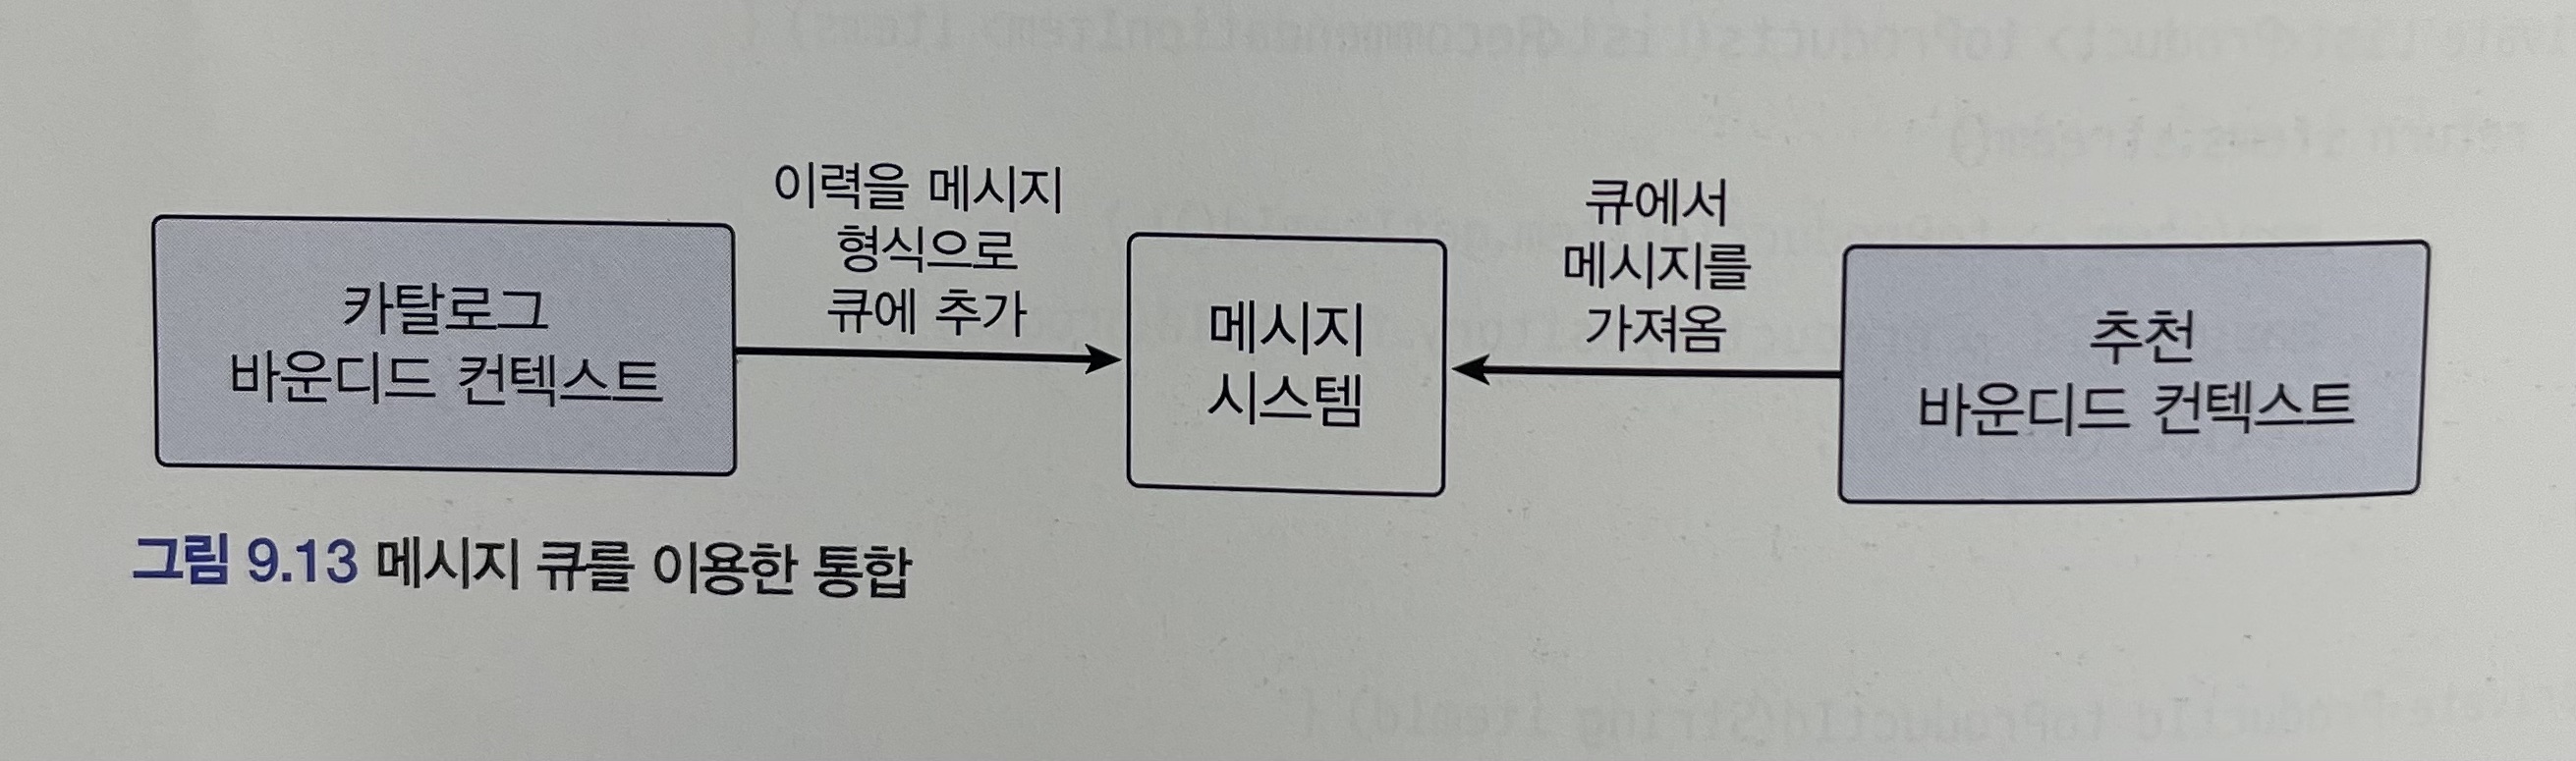 이력을 메시지
형식으로
큐에 추가
큐에서
메시지를
가져옴
카탈로그
바운디드 컨텍스트
메시지
시스템
추천
바운디드 컨텍스트
그림 9.13 메시지 큐를 이용한 통합